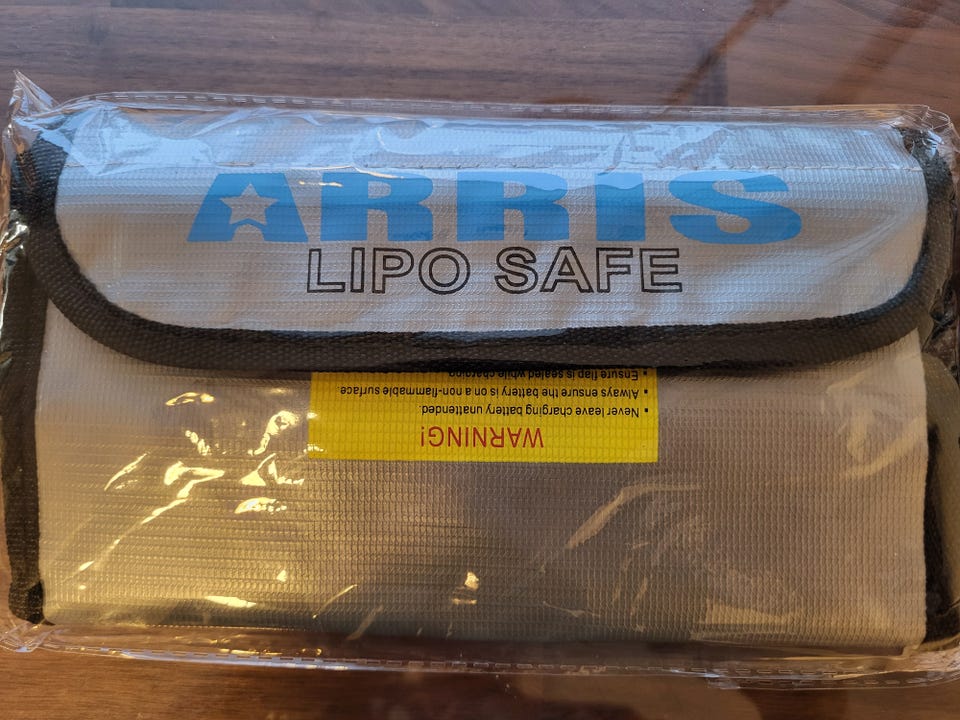 ARRIS
LIPO SAFE
WARNING!
• Never leave charging battery unattended.
• Always ensure the battery is on a non-flammable surface.
• Ensure flap is sealed while charging